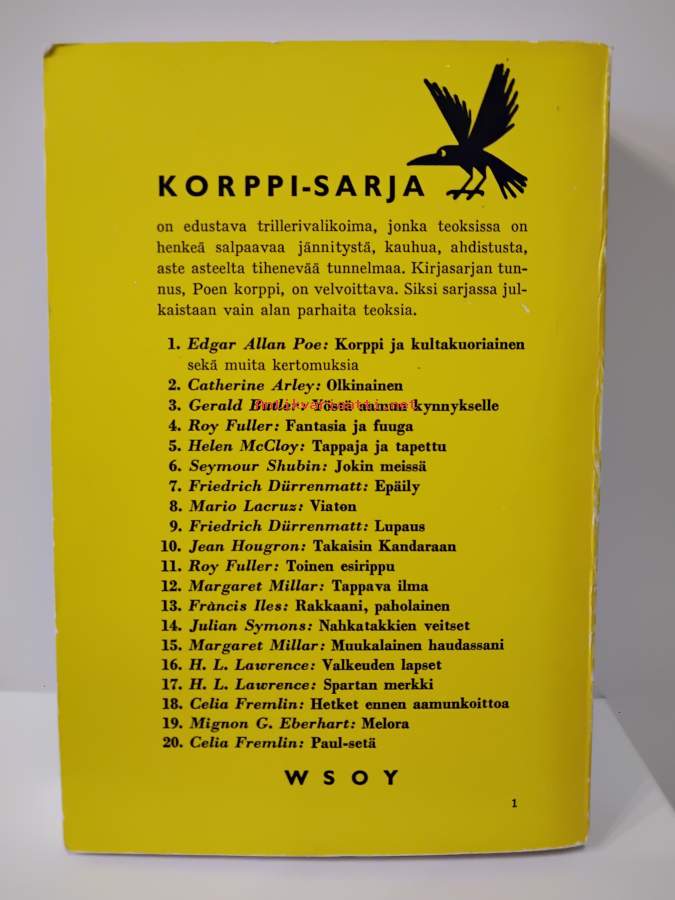 KORPPI-SARJA
on edustava trillerivalikoima, jonka teoksissa on
henkeä salpaavaa jännitystä, kauhua, ahdistusta,
aste asteelta tihenevää tunnelmaa. Kirjasarjan tun-
nus, Poen korppi, on velvoittava. Siksi sarjassa jul-
kaistaan vain alan parhaita teoksia.
1. Edgar Allan Poe: Korppi ja kultakuoriainen
sekä muita kertomuksia
2. Catherine Arley: Olkinainen
3. Gerald kynnykselle
antikvariaatti.net
4. Roy Fuller: Fantasia ja fuuga
5. Helen McCloy: Tappaja ja tapettu
6. Seymour Shubin: Jokin meissä
7. Friedrich Dürrenmatt: Epäily
8. Mario Lacruz: Viaton
9. Friedrich Dürrenmatt: Lupaus
10. Jean Hougron: Takaisin Kandaraan
11. Roy Fuller: Toinen esirippu
12. Margaret Millar: Tappava ilma
13. Fràncis Iles: Rakkaani, paholainen
14. Julian Symons: Nahkatakkien veitset
15. Margaret Millar: Muukalainen haudassani
16. H. L. Lawrence: Valkeuden lapset
17. H. L. Lawrence: Spartan merkki
18. Celia Fremlin: Hetket ennen aamunkoittoa
19. Mignon G. Eberhart: Melora
20. Celia Fremlin: Paul-setä
WSOY
1